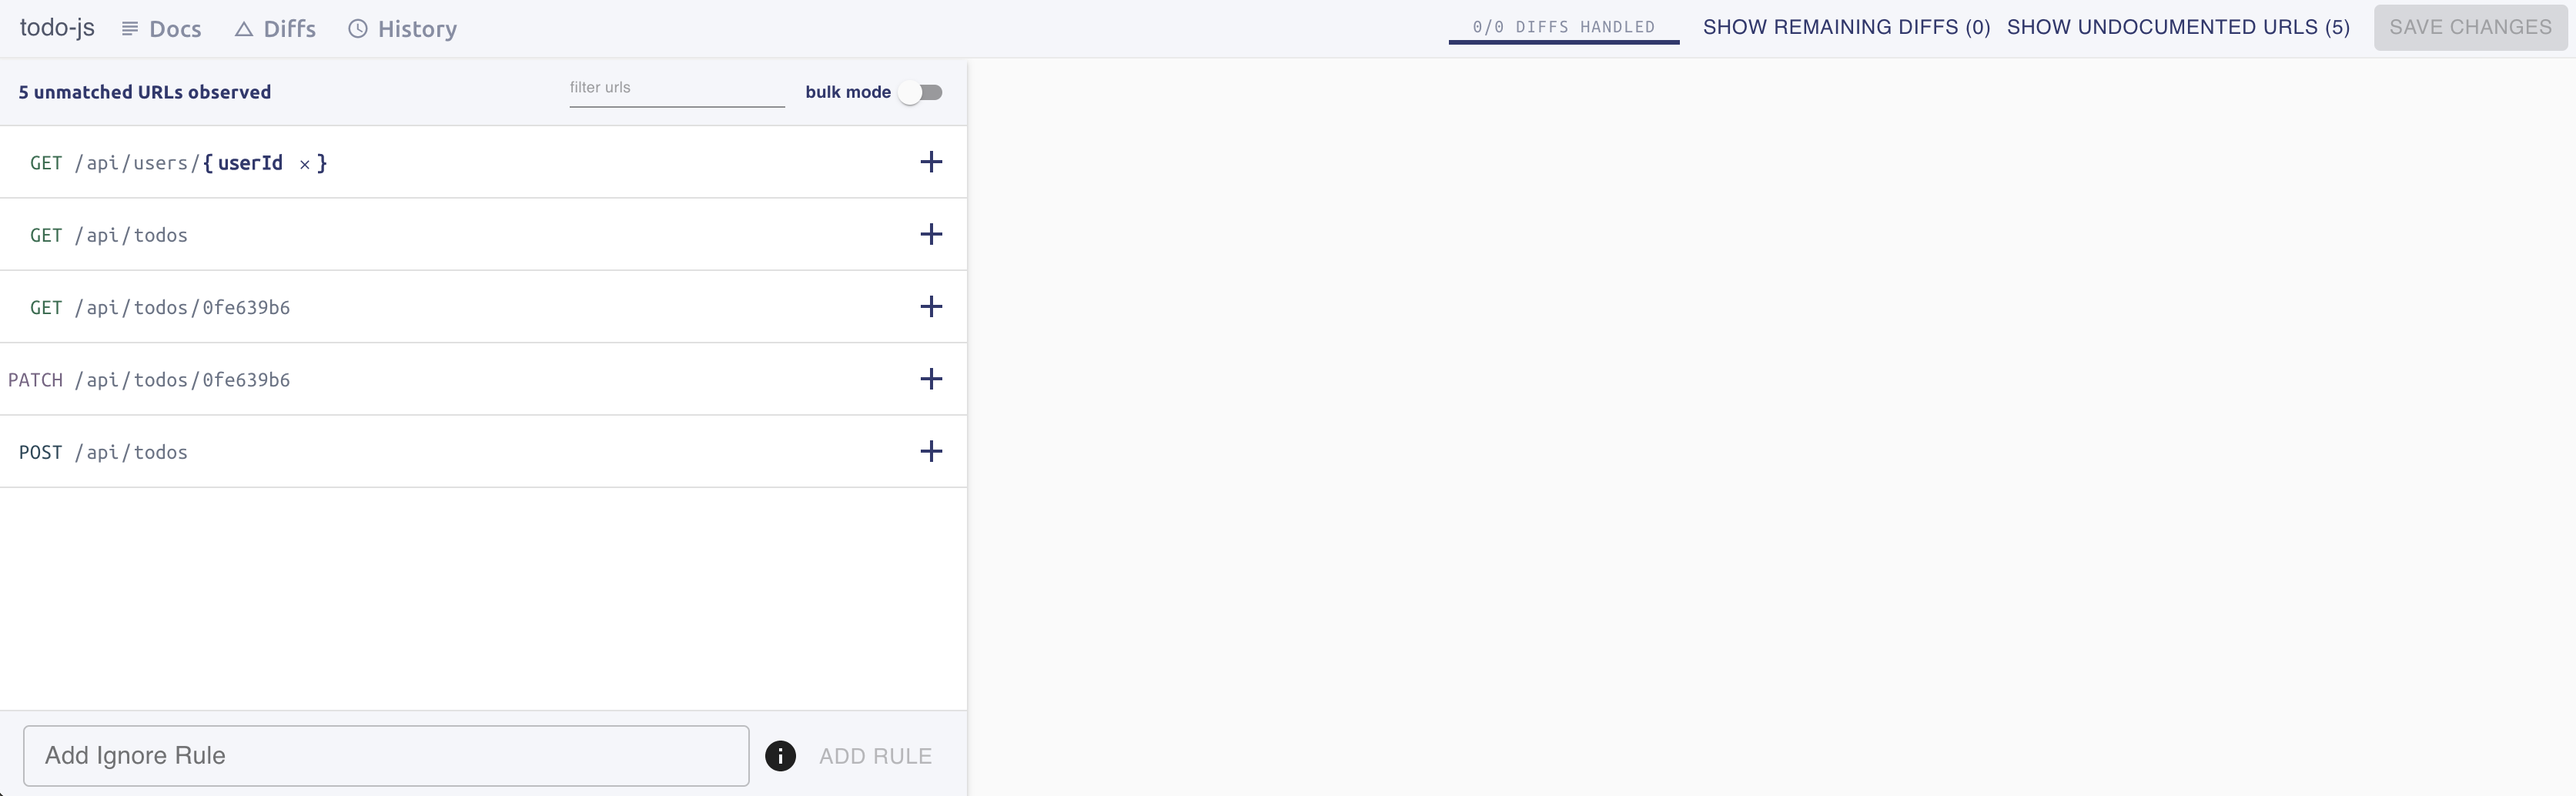 todo-js Docs Diffs History 0/0 DIFFS HANDLED SHOW REMAINING DIFFS (0) SHOW UNDOCUMENTED URLS (5) SAVE CHANGES
5 unmatched URLs observed filter urls bulk mode
GET /api/users/{userId × }
GET /api/todos
GET /api/todos/0fe639b6
PATCH /api/todos/0fe639b6
POST /api/todos
Add Ignore Rule i ADD RULE